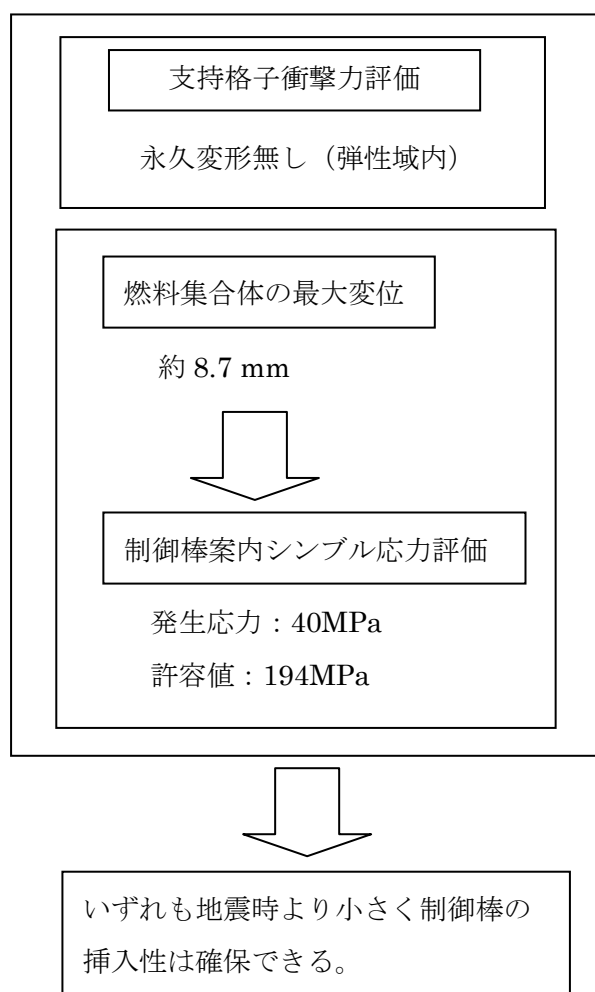 支持格子衝撃力評価
永久変形無し（弾性域内）
燃料集合体の最大変位
約 8.7 mm
制御棒案内シンブル応力評価
発生応力：40MPa
許容値：194MPa
いずれも地震時より小さく制御棒の
挿入性は確保できる。